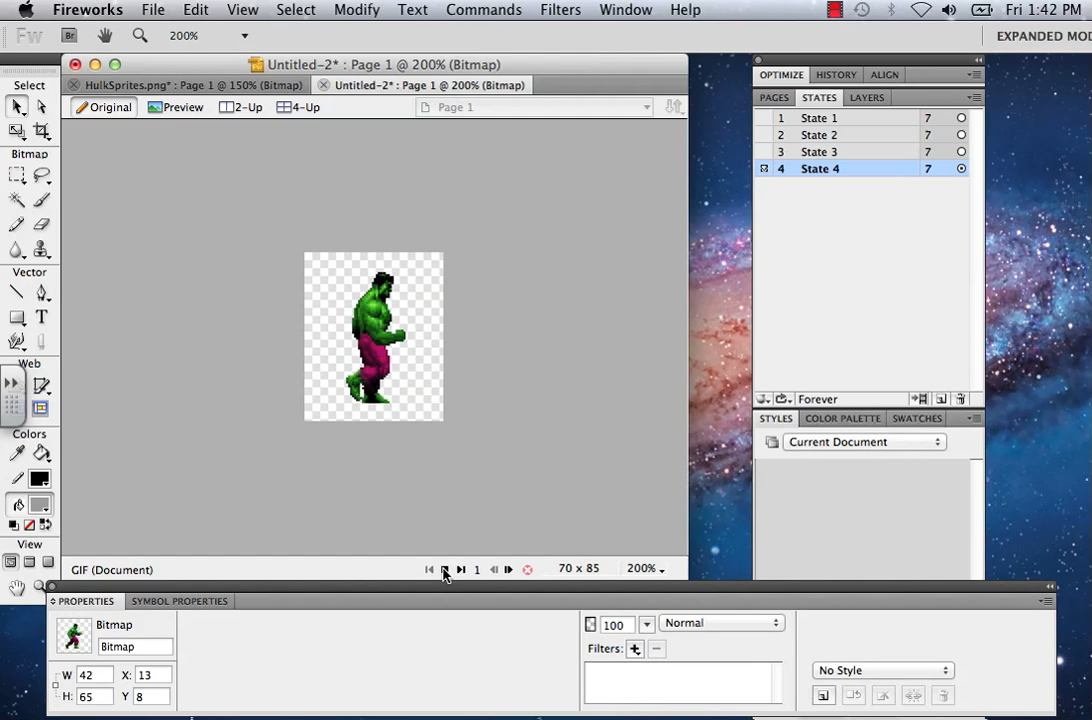 Fireworks File Edit View Select Modify Commands Text Filters Window Help Fri 1:42 PM
Fw Br 200% EXPANDED MOD
Untitled-2* : Page 1 @ 200% (Bitmap)
HulkSprites.png* : Page 1 @ 150% (Bitmap) Untitled-2* : Page 1 @ 200% (Bitmap)
Original Preview 2-Up 4-Up Page 1
Select
Bitmap
Vector
T
Web
Colors
View
OPTIMIZE HISTORY ALIGN
PAGES STATES LAYERS
1 State 1 7
2 State 2 7
3 State 3 7
4 State 4 7
Forever
STYLES COLOR PALETTE SWATCHES
Current Document
GIF (Document) 1 70 x 85 200%
PROPERTIES SYMBOL PROPERTIES
Bitmap
Bitmap
W 42 X: 13
H: 65 Y 8
100 Normal
Filters:
No Style